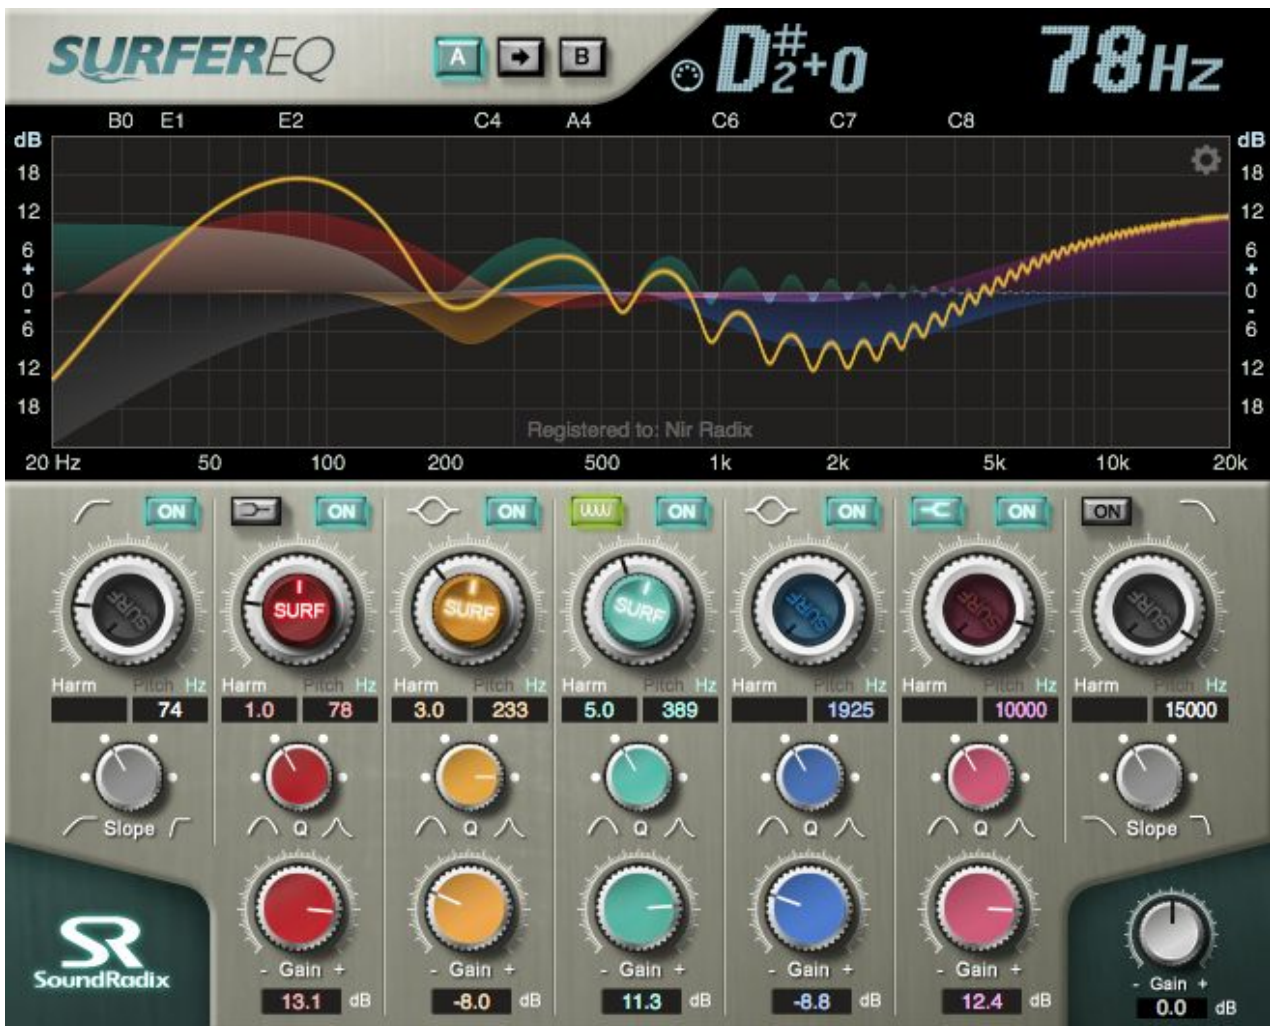 SURFEREQ A B D#2+0 78Hz
B0 E1 E2 C4 A4 C6 C7 C8
dB dB
18 18
12 12
6 6
+ +
0 0
- -
6 6
12 12
18 18
Registered to: Nir Radix
20 Hz 50 100 200 500 1k 2k 5k 10k 20k
ON ON ON ON ON ON ON
SURF SURF SURF SURF SURF SURF SURF
Harm Pitch Hz Harm Pitch Hz Harm Pitch Hz Harm Pitch Hz Harm Pitch Hz Harm Pitch Hz Harm Pitch Hz
74 1.0 78 3.0 233 5.0 389 1925 10000 15000
Slope Q Q Q Q Q Slope
- Gain + - Gain + - Gain + - Gain + - Gain +
13.1 dB -8.0 dB 11.3 dB -8.8 dB 12.4 dB
SR
SoundRadix
- Gain +
0.0 dB